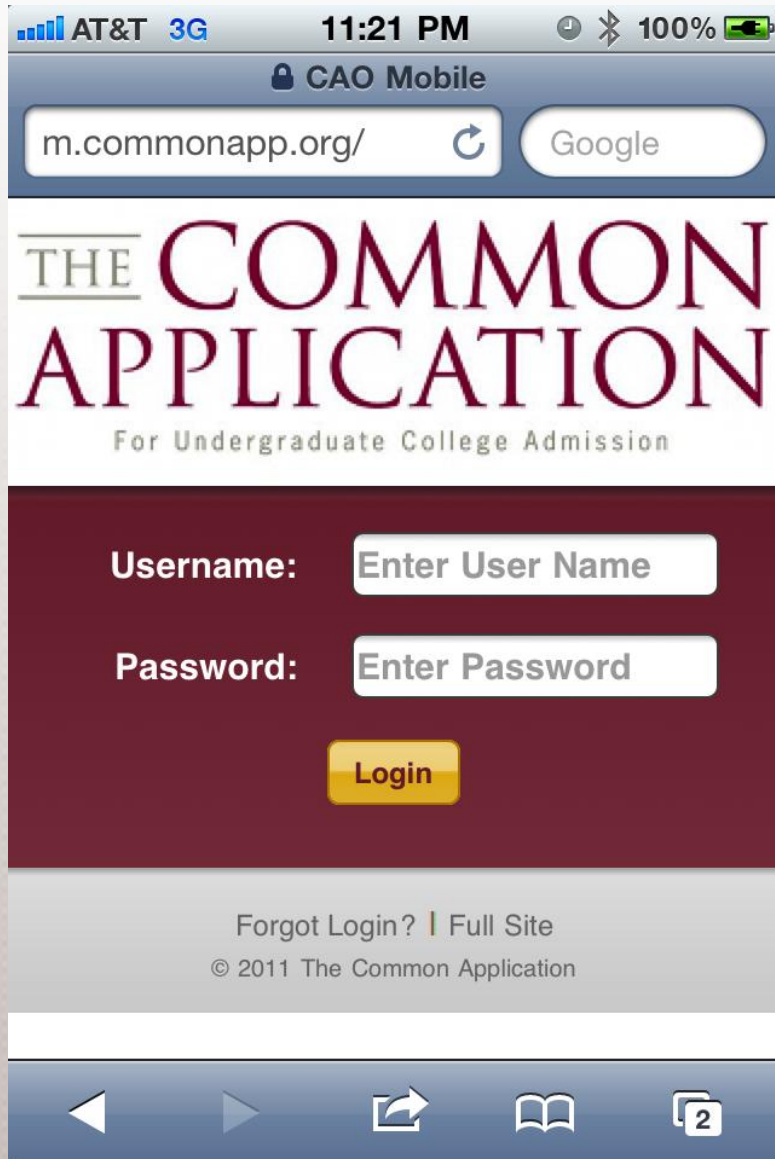 AT&T 3G 11:21 PM 100%
CAO Mobile
m.commonapp.org/ Google
THE COMMON
APPLICATION
For Undergraduate College Admission
Username: Enter User Name
Password: Enter Password
Login
Forgot Login? | Full Site
© 2011 The Common Application
2